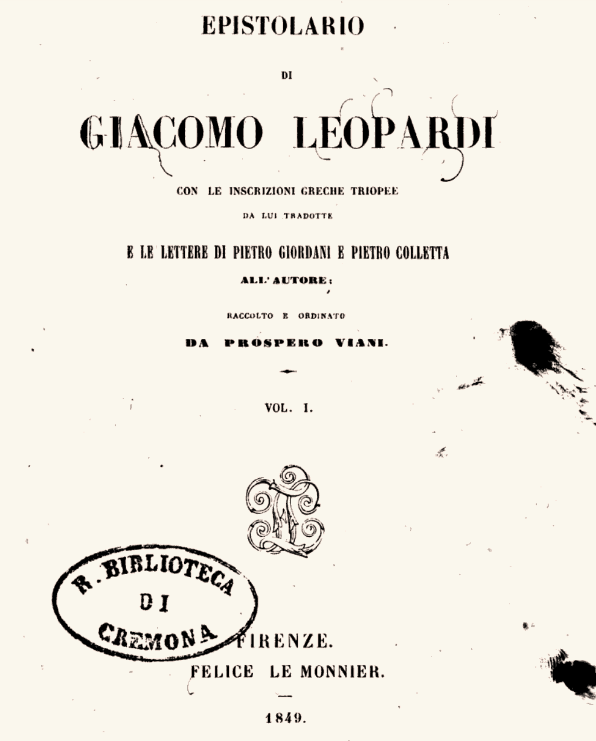 EPISTOLARIO
DI
GIACOMO LEOPARDI
CON LE INSCRIZIONI GRECHE TRIOPEE
DA LUI TRADOTTE
E LE LETTERE DI PIETRO GIORDANI E PIETRO COLLETTA
ALL'AUTORE;
RACCOLTO E ORDINATO
DA PROSPERO VIANI.
VOL. I.
R. BIBLIOTECA
DI
CREMONA
FIRENZE.
FELICE LE MONNIER.
1849.